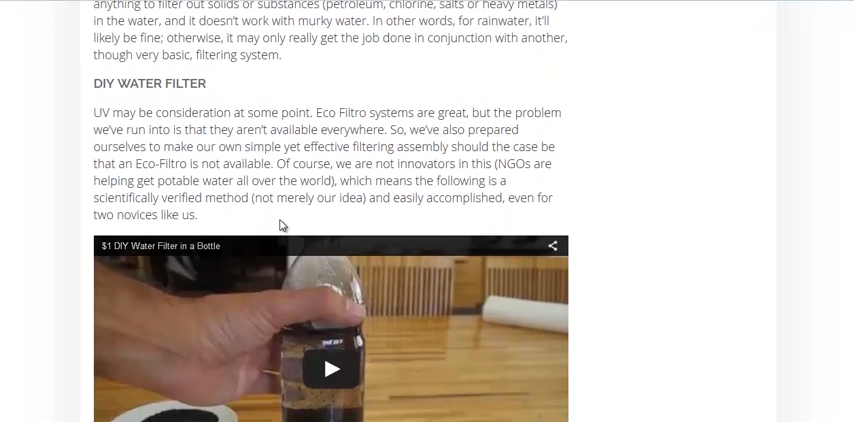 anything to filter out solids or substances (petroleum, chlorine, salts or heavy metals)
in the water, and it doesn't work with murky water. In other words, for rainwater, it'll
likely be fine; otherwise, it may only really get the job done in conjunction with another,
though very basic, filtering system.
DIY WATER FILTER
UV may be consideration at some point. Eco Filtro systems are great, but the problem
we've run into is that they aren't available everywhere. So, we've also prepared
ourselves to make our own simple yet effective filtering assembly should the case be
that an Eco-Filtro is not available. Of course, we are not innovators in this (NGOs are
helping get potable water all over the world), which means the following is a
scientifically verified method (not merely our idea) and easily accomplished, even for
two novices like us.
$1 DIY Water Filter in a Bottle